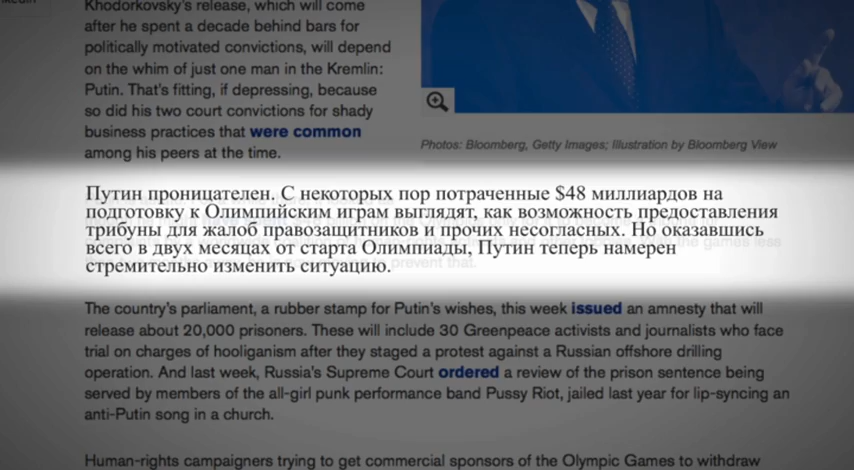 Khodorkovsky's release, which will come
after he spent a decade behind bars for
politically motivated convictions, will depend
on the whim of just one man in the Kremlin:
Putin. That's fitting, if depressing, because
so did his two court convictions for shady
business practices that were common
among his peers at the time.
Photos: Bloomberg, Getty Images; Illustration by Bloomberg View
Путин проницателен. С некоторых пор потраченные $48 миллиардов на
подготовку к Олимпийским играм выглядят, как возможность предоставления
трибуны для жалоб правозащитников и прочих несогласных. Но оказавшись
всего в двух месяцах от старта Олимпиады, Путин теперь намерен
стремительно изменить ситуацию.
The country's parliament, a rubber stamp for Putin's wishes, this week issued an amnesty that will
release about 20,000 prisoners. These will include 30 Greenpeace activists and journalists who face
trial on charges of hooliganism after they staged a protest against a Russian offshore drilling
operation. And last week, Russia's Supreme Court ordered a review of the prison sentence being
served by members of the all-girl punk performance band Pussy Riot, jailed last year for lip-syncing an
anti-Putin song in a church.
Human-rights campaigners trying to get commercial sponsors of the Olympic Games to withdraw